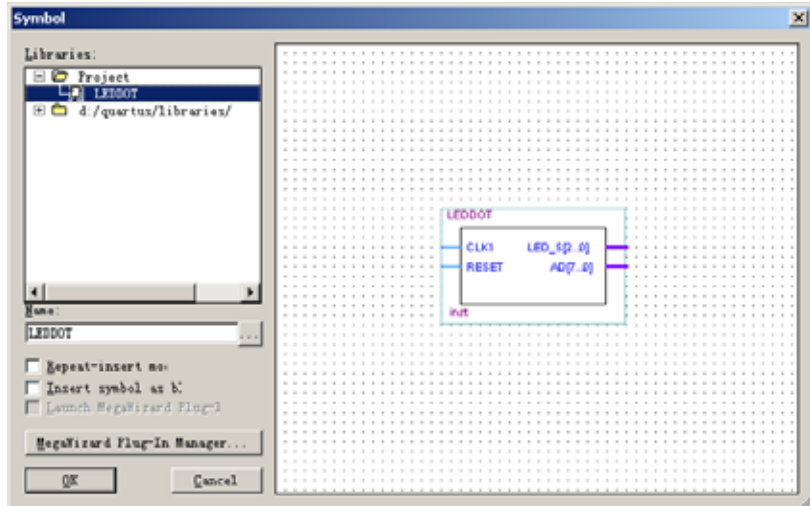 Symbol
Libraries:
Project
LEDDOT
d:/quartus/libraries/
Name:
LEDDOT
...
Repeat-insert mo
Insert symbol as b
Launch MegaWizard Plug-I
MegaWizard Plug-In Manager...
OK
Cancel
LEDDOT
CLK1 LED_S[2..0]
RESET AD[7..0]
inst